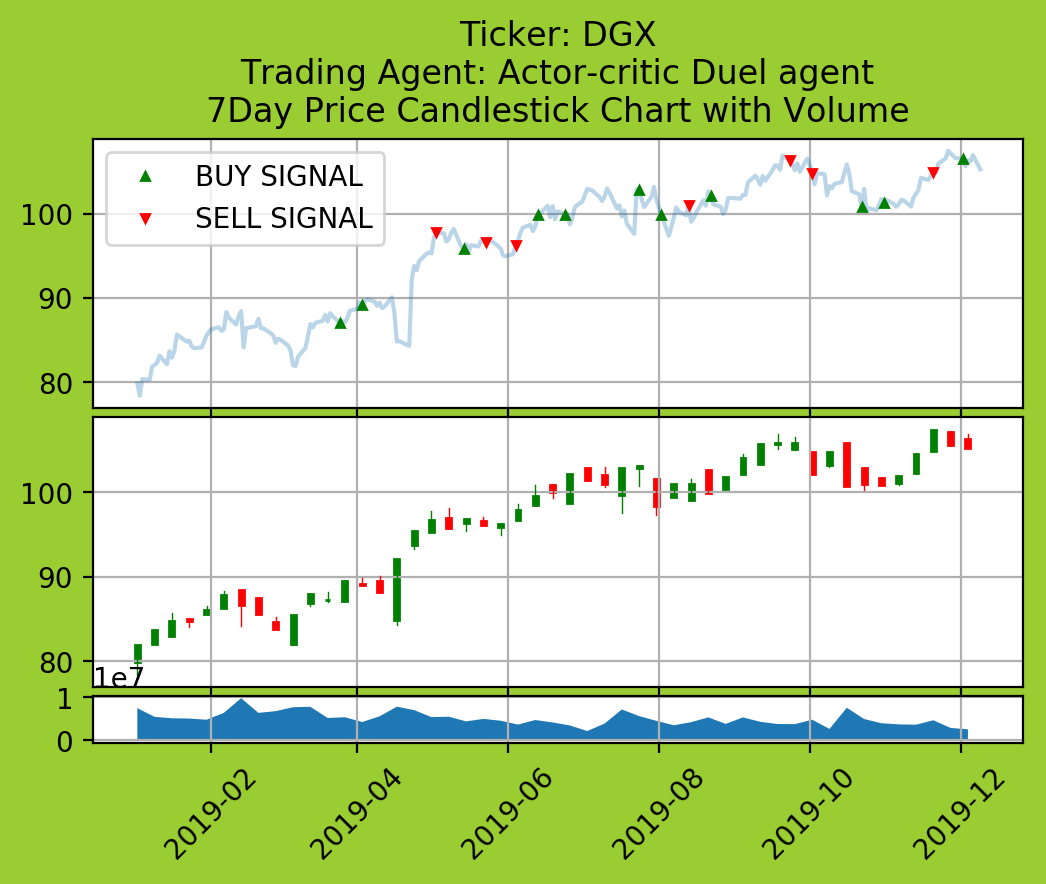 Ticker: DGX
Trading Agent: Actor-critic Duel agent
7Day Price Candlestick Chart with Volume
BUY SIGNAL
SELL SIGNAL
100
90
80
100
90
80
1e7
1
0
2019-02
2019-04
2019-06
2019-08
2019-10
2019-12